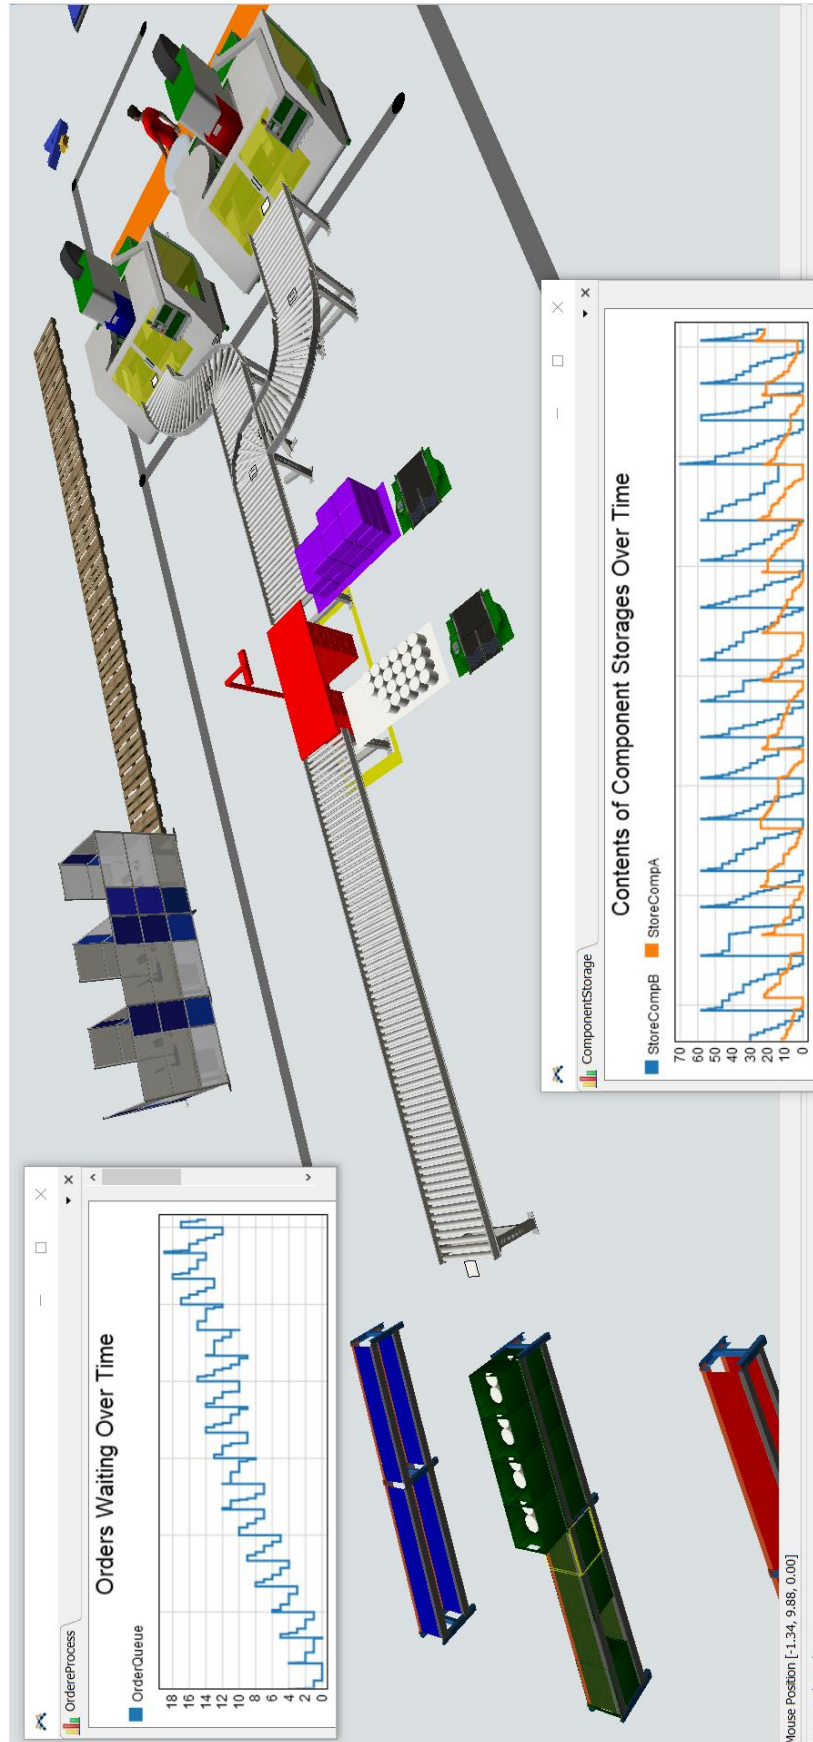 OrdereProcess
Orders Waiting Over Time
OrderQueue
18
16
14
12
10
8
6
4
2
0
ComponentStorage
Contents of Component Storages Over Time
StoreCompB StoreCompA
70
60
50
40
30
20
10
0
Mouse Position [-1.34, 9.88, 0.00]